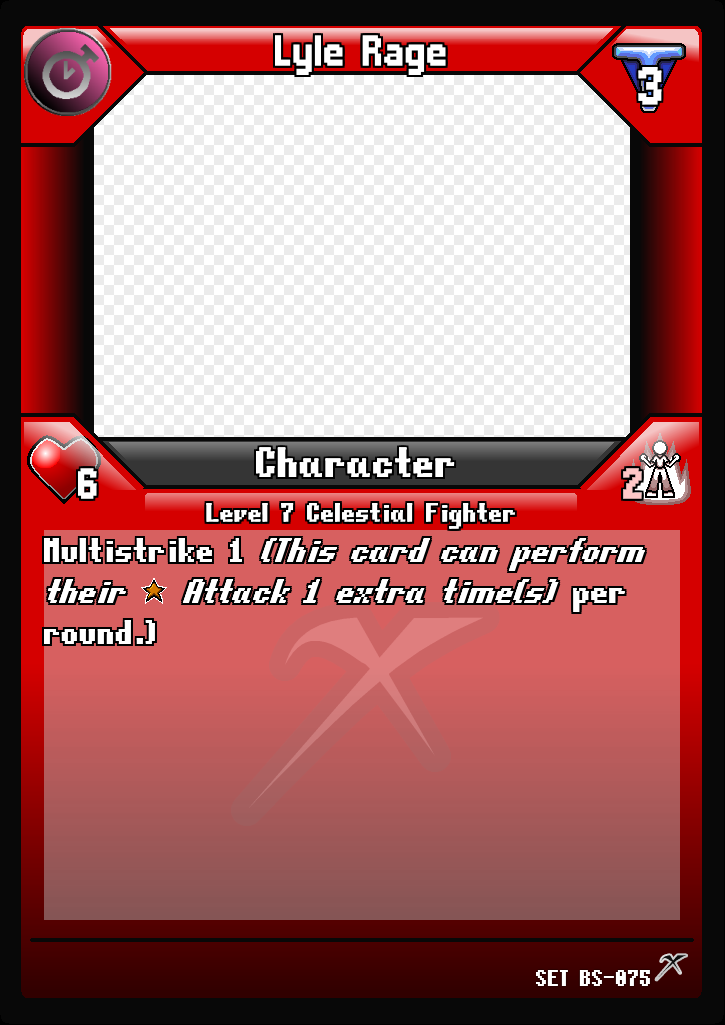 Lyle Rage
3
Character
6
2
Level 7 Celestial Fighter
Multistrike 1 (This card can perform
their ★ Attack 1 extra time(s) per
round.)
SET BS-075